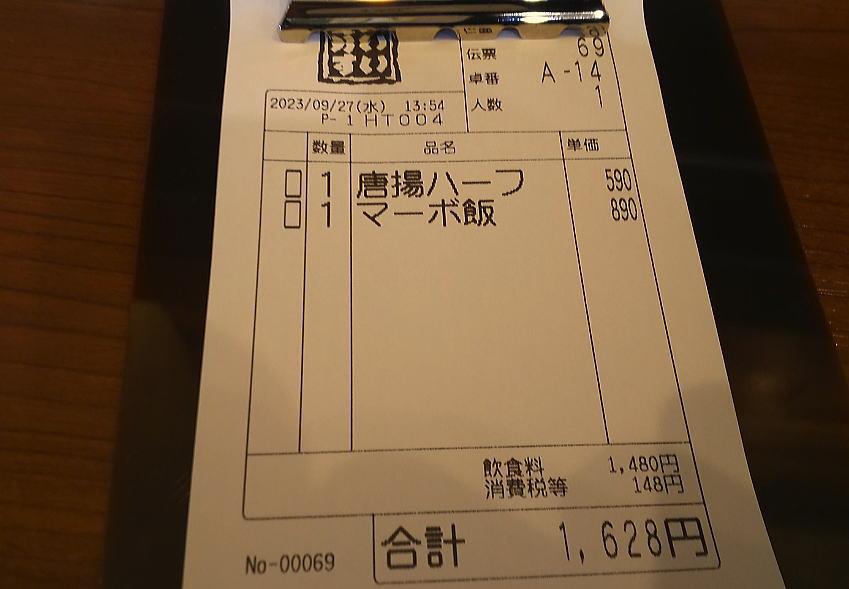 伝票 69
卓番 A-14
人数 1
2023/09/27(水) 13:54
P- 1 HT004
数量 品名 単価
1 唐揚ハーフ 590
1 マーボ飯 890
飲食料 1,480円
消費税等 148円
合計 1,628円
No-00069